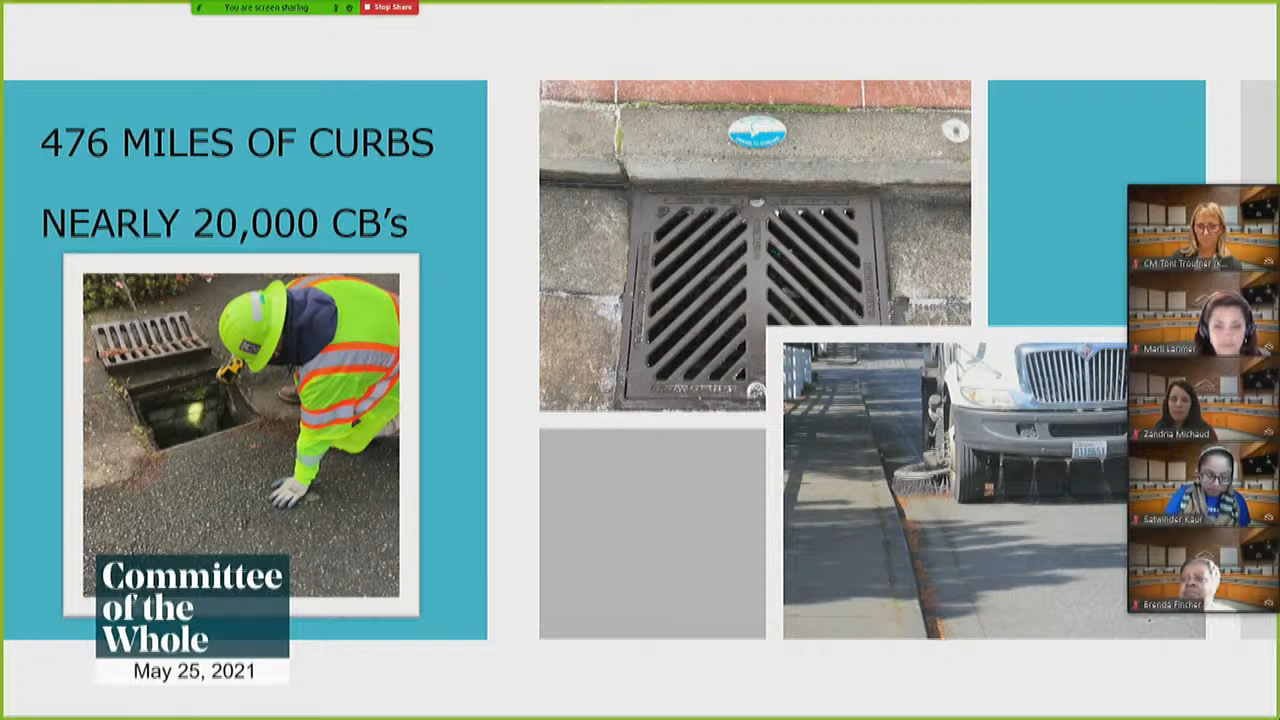 You are screen sharing
Stop Share
476 MILES OF CURBS
NEARLY 20,000 CB's
CM Toni Troutner (K...
Marli Larimer
Zandria Michaud
Satwinder Kaur
Brenda Fincher
Committee
of the
Whole
May 25, 2021